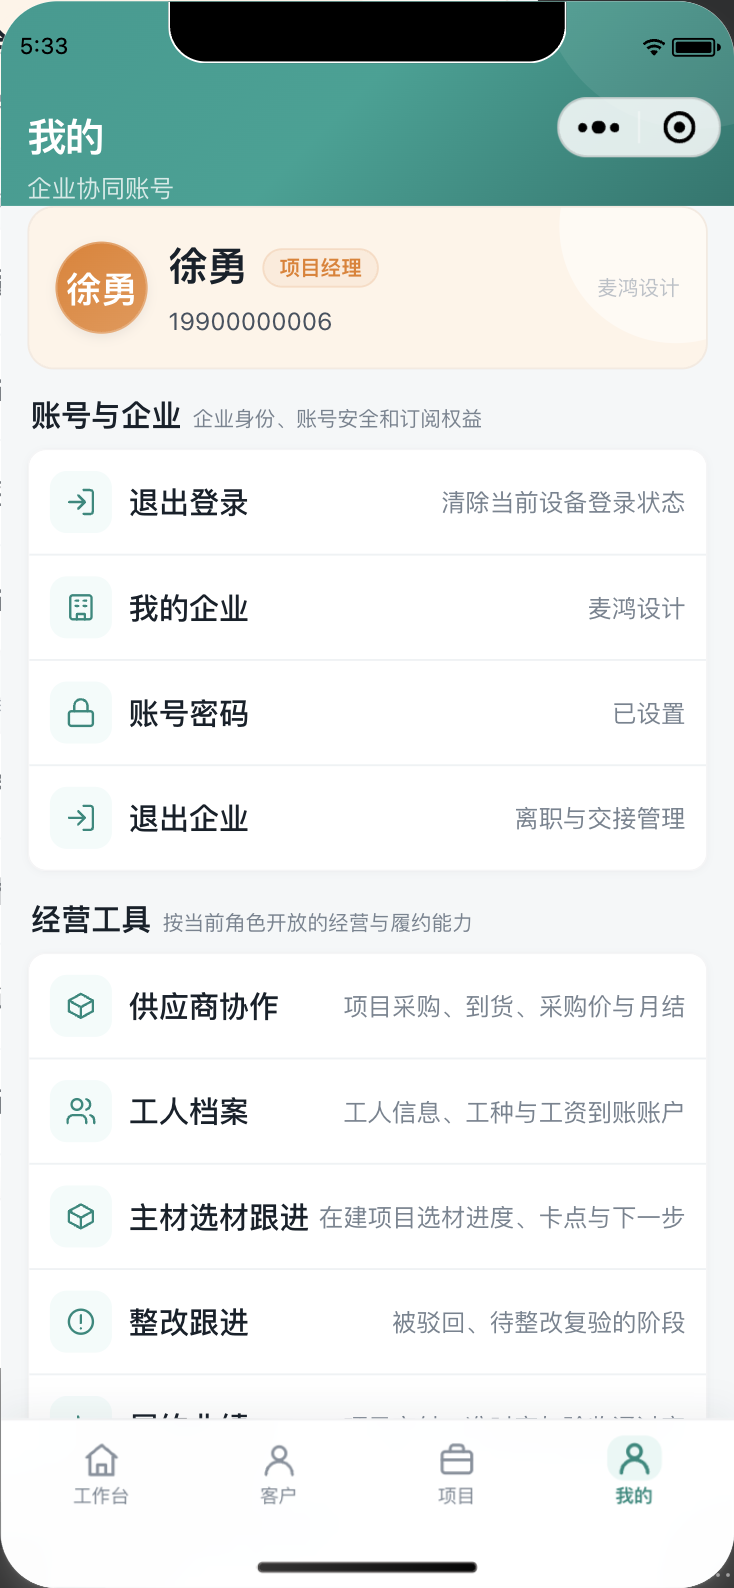 5:33
我的
企业协同账号
徐勇
徐勇 项目经理
19900000006
麦鸿设计
账号与企业 企业身份、账号安全和订阅权益
退出登录 清除当前设备登录状态
我的企业 麦鸿设计
账号密码 已设置
退出企业 离职与交接管理
经营工具 按当前角色开放的经营与履约能力
供应商协作 项目采购、到货、采购价与月结
工人档案 工人信息、工种与工资到账账户
主材选材跟进 在建项目选材进度、卡点与下一步
整改跟进 被驳回、待整改复验的阶段
工作台 客户 项目 我的